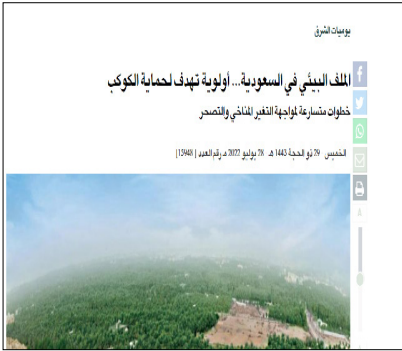 يوميات الشرق
الملف البيئي في السعودية... أولوية تهدف لحماية الكوكب
خطوات متسارعة لمواجهة التغير المناخي والتصحر
الخميس - 29 ذو الحجة 1443 هـ - 28 يوليو 2022 مـ رقم العدد [15948]
A